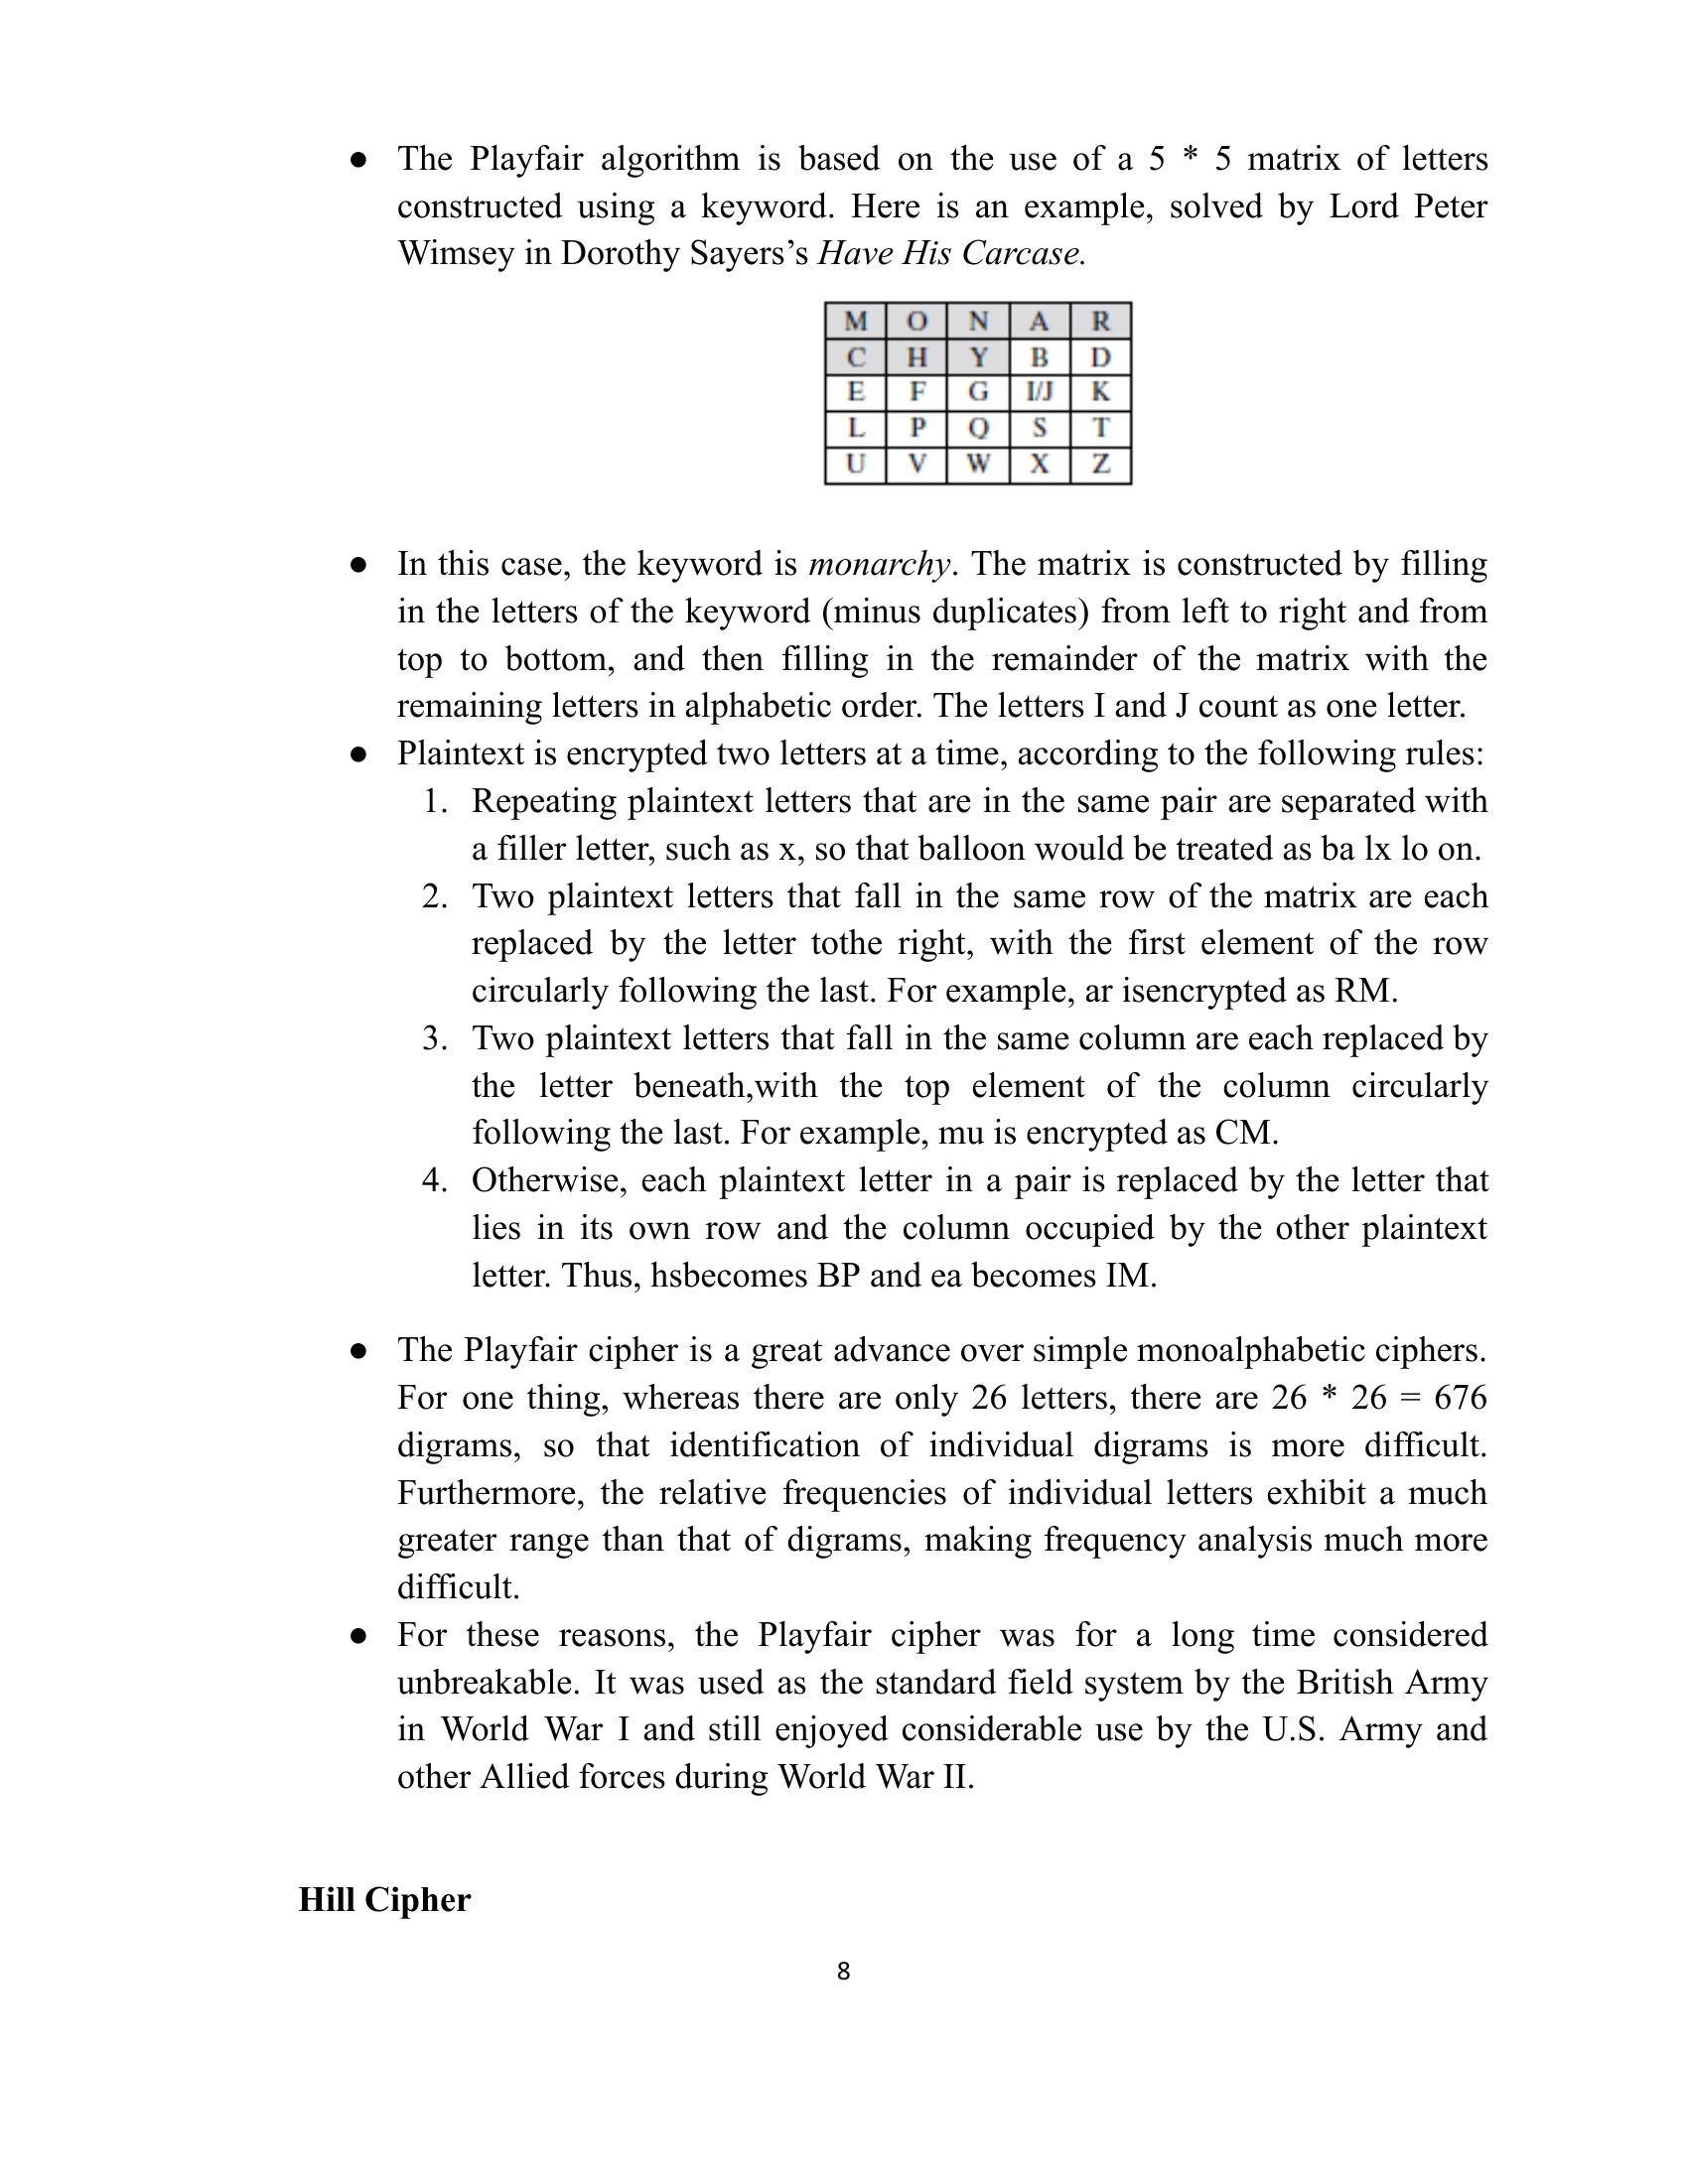 ● The Playfair algorithm is based on the use of a 5 * 5 matrix of letters
constructed using a keyword. Here is an example, solved by Lord Peter
Wimsey in Dorothy Sayers’s Have His Carcase.
M O N A R
C H Y B D
E F G I/J K
L P Q S T
U V W X Z
● In this case, the keyword is monarchy. The matrix is constructed by filling
in the letters of the keyword (minus duplicates) from left to right and from
top to bottom, and then filling in the remainder of the matrix with the
remaining letters in alphabetic order. The letters I and J count as one letter.
● Plaintext is encrypted two letters at a time, according to the following rules:
1. Repeating plaintext letters that are in the same pair are separated with
a filler letter, such as x, so that balloon would be treated as ba lx lo on.
2. Two plaintext letters that fall in the same row of the matrix are each
replaced by the letter tothe right, with the first element of the row
circularly following the last. For example, ar isencrypted as RM.
3. Two plaintext letters that fall in the same column are each replaced by
the letter beneath,with the top element of the column circularly
following the last. For example, mu is encrypted as CM.
4. Otherwise, each plaintext letter in a pair is replaced by the letter that
lies in its own row and the column occupied by the other plaintext
letter. Thus, hsbecomes BP and ea becomes IM.
● The Playfair cipher is a great advance over simple monoalphabetic ciphers.
For one thing, whereas there are only 26 letters, there are 26 * 26 = 676
digrams, so that identification of individual digrams is more difficult.
Furthermore, the relative frequencies of individual letters exhibit a much
greater range than that of digrams, making frequency analysis much more
difficult.
● For these reasons, the Playfair cipher was for a long time considered
unbreakable. It was used as the standard field system by the British Army
in World War I and still enjoyed considerable use by the U.S. Army and
other Allied forces during World War II.
Hill Cipher
8